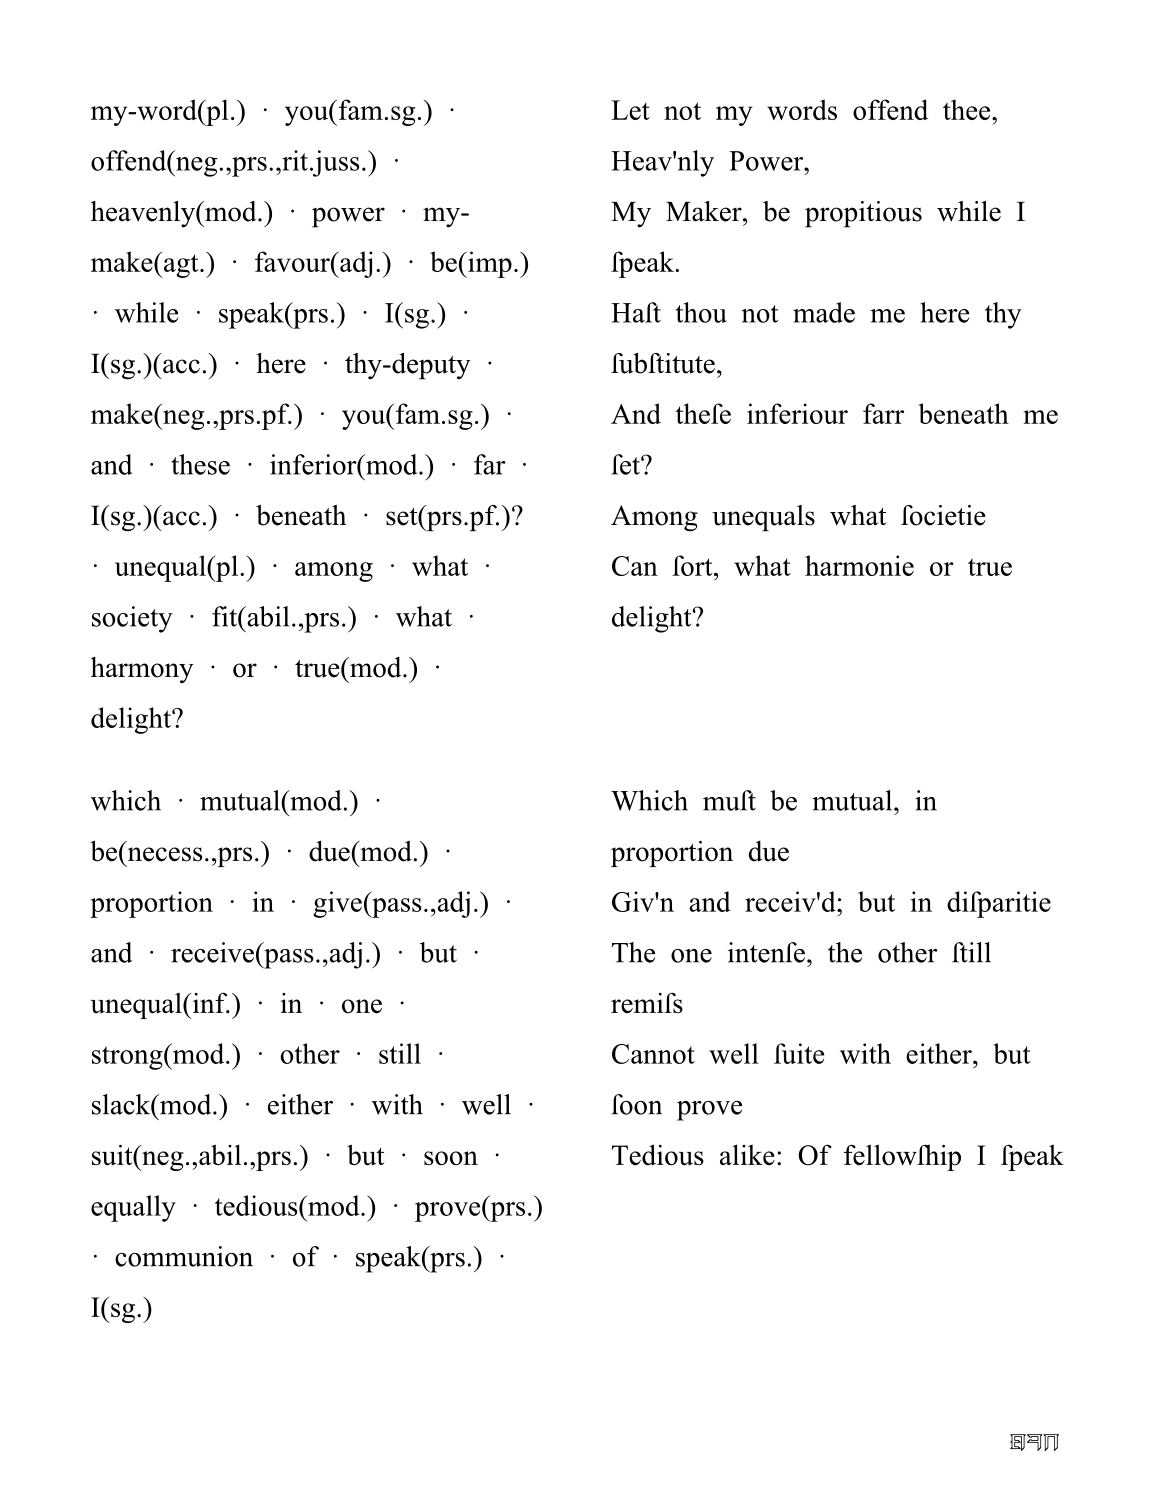 my-word(pl.) · you(fam.sg.) ·
offend(neg.,prs.,rit.juss.) ·
heavenly(mod.) · power · my-
make(agt.) · favour(adj.) · be(imp.)
· while · speak(prs.) · I(sg.) ·
I(sg.)(acc.) · here · thy-deputy ·
make(neg.,prs.pf.) · you(fam.sg.) ·
and · these · inferior(mod.) · far ·
I(sg.)(acc.) · beneath · set(prs.pf.)?
· unequal(pl.) · among · what ·
society · fit(abil.,prs.) · what ·
harmony · or · true(mod.) ·
delight?
Let not my words offend thee,
Heav'nly Power,
My Maker, be propitious while I
ſpeak.
Haſt thou not made me here thy
ſubſtitute,
And theſe inferiour farr beneath me
ſet?
Among unequals what ſocietie
Can ſort, what harmonie or true
delight?
which · mutual(mod.) ·
be(necess.,prs.) · due(mod.) ·
proportion · in · give(pass.,adj.) ·
and · receive(pass.,adj.) · but ·
unequal(inf.) · in · one ·
strong(mod.) · other · still ·
slack(mod.) · either · with · well ·
suit(neg.,abil.,prs.) · but · soon ·
equally · tedious(mod.) · prove(prs.)
· communion · of · speak(prs.) ·
I(sg.)
Which muſt be mutual, in
proportion due
Giv'n and receiv'd; but in diſparitie
The one intenſe, the other ſtill
remiſs
Cannot well ſuite with either, but
ſoon prove
Tedious alike: Of fellowſhip I ſpeak